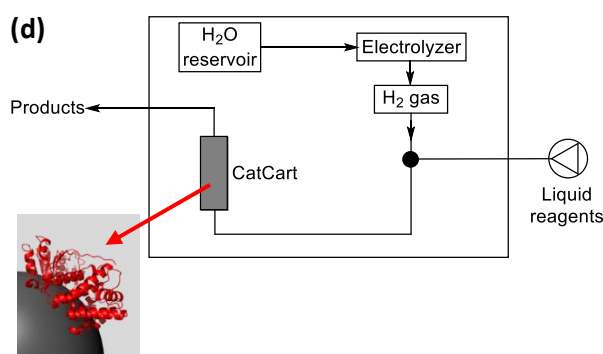 (d)
H₂O
reservoir
Electrolyzer
H₂ gas
Products
CatCart
Liquid
reagents